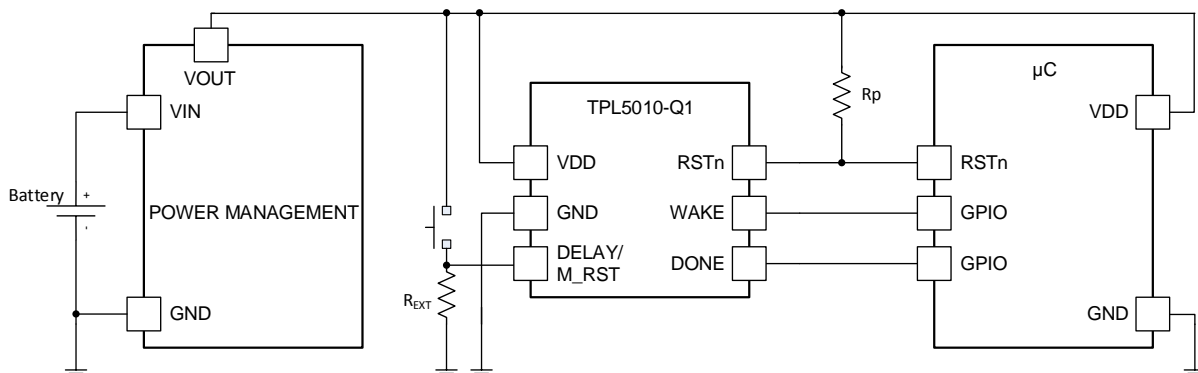 VOUT
VIN
Battery
+
-
POWER MANAGEMENT
GND
REXT
TPL5010-Q1
VDD
GND
DELAY/
M_RST
RSTn
WAKE
DONE
Rp
µC
VDD
RSTn
GPIO
GPIO
GND